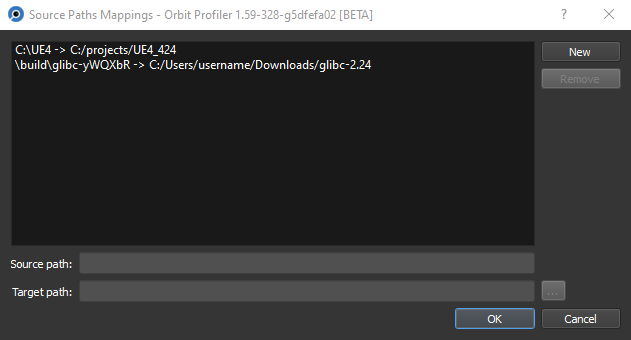 Source Paths Mappings - Orbit Profiler 1.59-328-g5dfefa02 [BETA]
?
C:\UE4 -> C:/projects/UE4_424
\build\glibc-yWQXbR -> C:/Users/username/Downloads/glibc-2.24
New
Remove
Source path:
Target path:
...
OK
Cancel